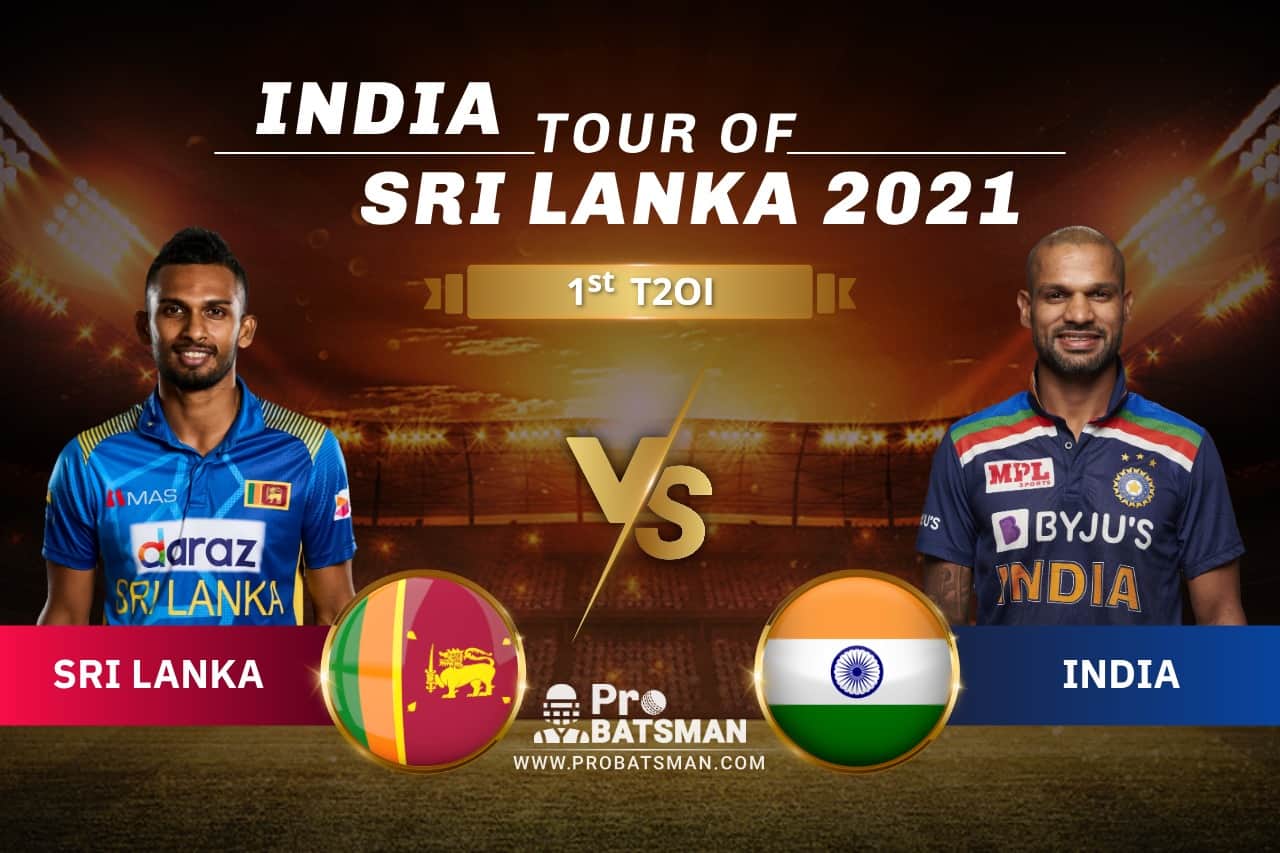 INDIA
TOUR OF
SRI LANKA 2021
1st T2OI
VS
MAS
daraz
SRI LANKA
MPL
SPORTS
BYJU'S
INDIA
U'S
SRI LANKA
INDIA
Pro
BATSMAN
WWW.PROBATSMAN.COM